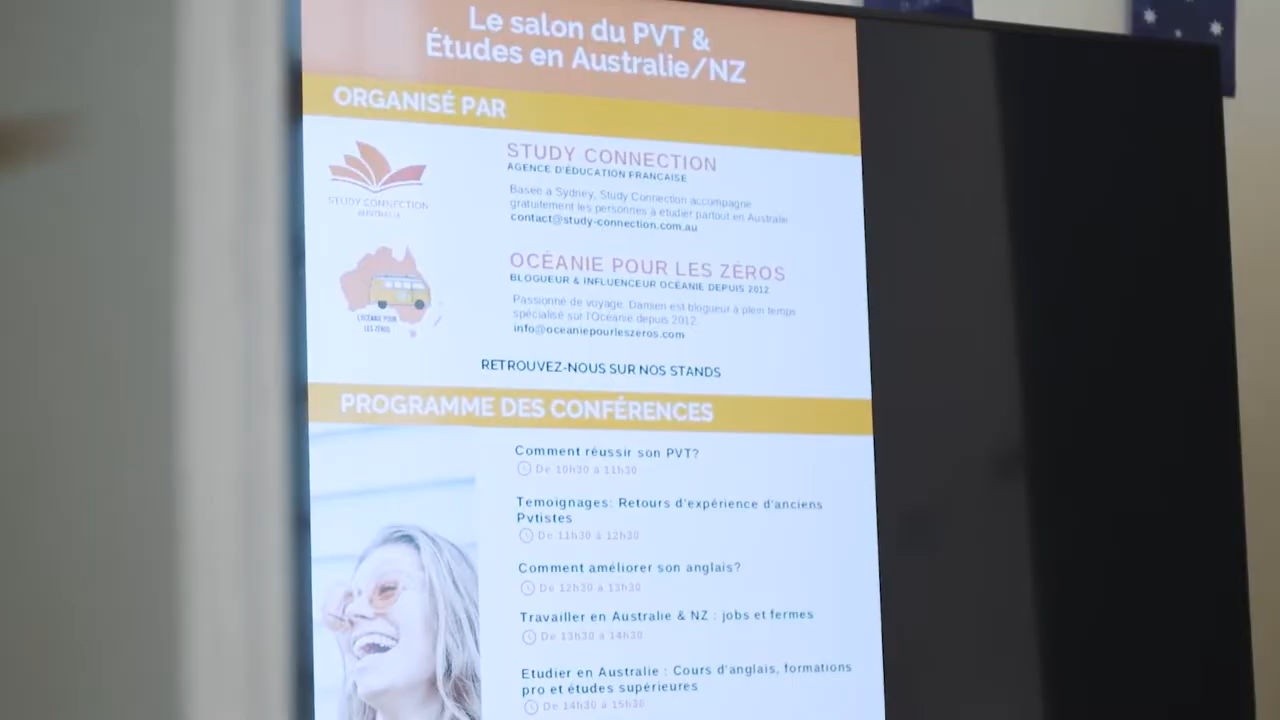 Le salon du PVT &
Études en Australie/NZ
ORGANISÉ PAR
STUDY CONNECTION
AUSTRALIA
STUDY CONNECTION
AGENCE D'ÉDUCATION FRANCAISE
Basée à Sydney, Study Connection accompagne
gratuitement les personnes à étudier partout en Australie
contact@study-connection.com.au
L'OCÉANIE POUR
LES ZÉROS
OCÉANIE POUR LES ZÉROS
BLOGUEUR & INFLUENCEUR OCÉANIE DEPUIS 2012
Passionné de voyage, Damien est blogueur à plein temps
spécialisé sur l'Océanie depuis 2012.
info@oceaniepourleszeros.com
RETROUVEZ-NOUS SUR NOS STANDS
PROGRAMME DES CONFÉRENCES
Comment réussir son PVT?
De 10h30 à 11h30
Temoignages: Retours d'expérience d'anciens
Pvtistes
De 11h30 à 12h30
Comment améliorer son anglais?
De 12h30 à 13h30
Travailler en Australie & NZ : jobs et fermes
De 13h30 à 14h30
Etudier en Australie : Cours d'anglais, formations
pro et études supérieures
De 14h30 à 15h30